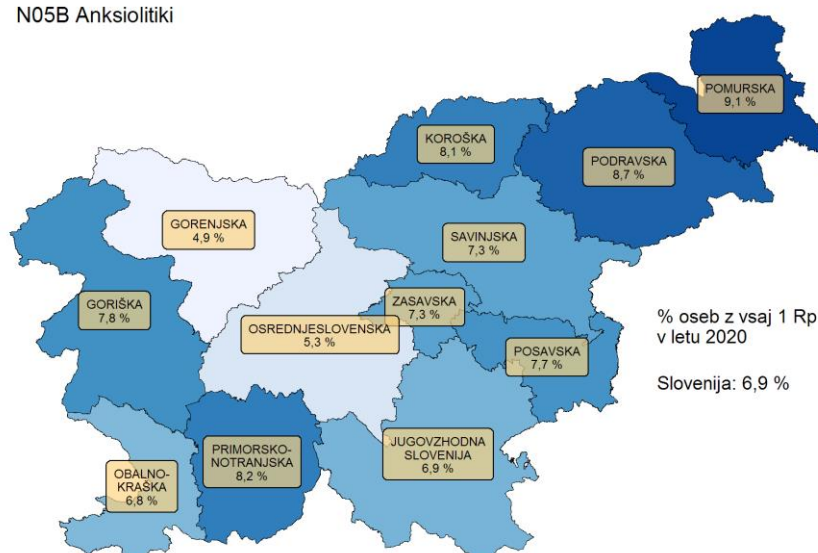 N05B Anksiolitiki
POMURSKA
9,1 %
KOROŠKA
8,1 %
PODRAVSKA
8,7 %
GORENJSKA
4,9 %
SAVINJSKA
7,3 %
GORIŠKA
7,8 %
ZASAVSKA
7,3 %
OSREDNJESLOVENSKA
5,3 %
POSAVSKA
7,7 %
% oseb z vsaj 1 Rp
v letu 2020
Slovenija: 6,9 %
PRIMORSKO-
NOTRANJSKA
8,2 %
JUGOVZHODNA
SLOVENIJA
6,9 %
OBALNO-
KRAŠKA
6,8 %